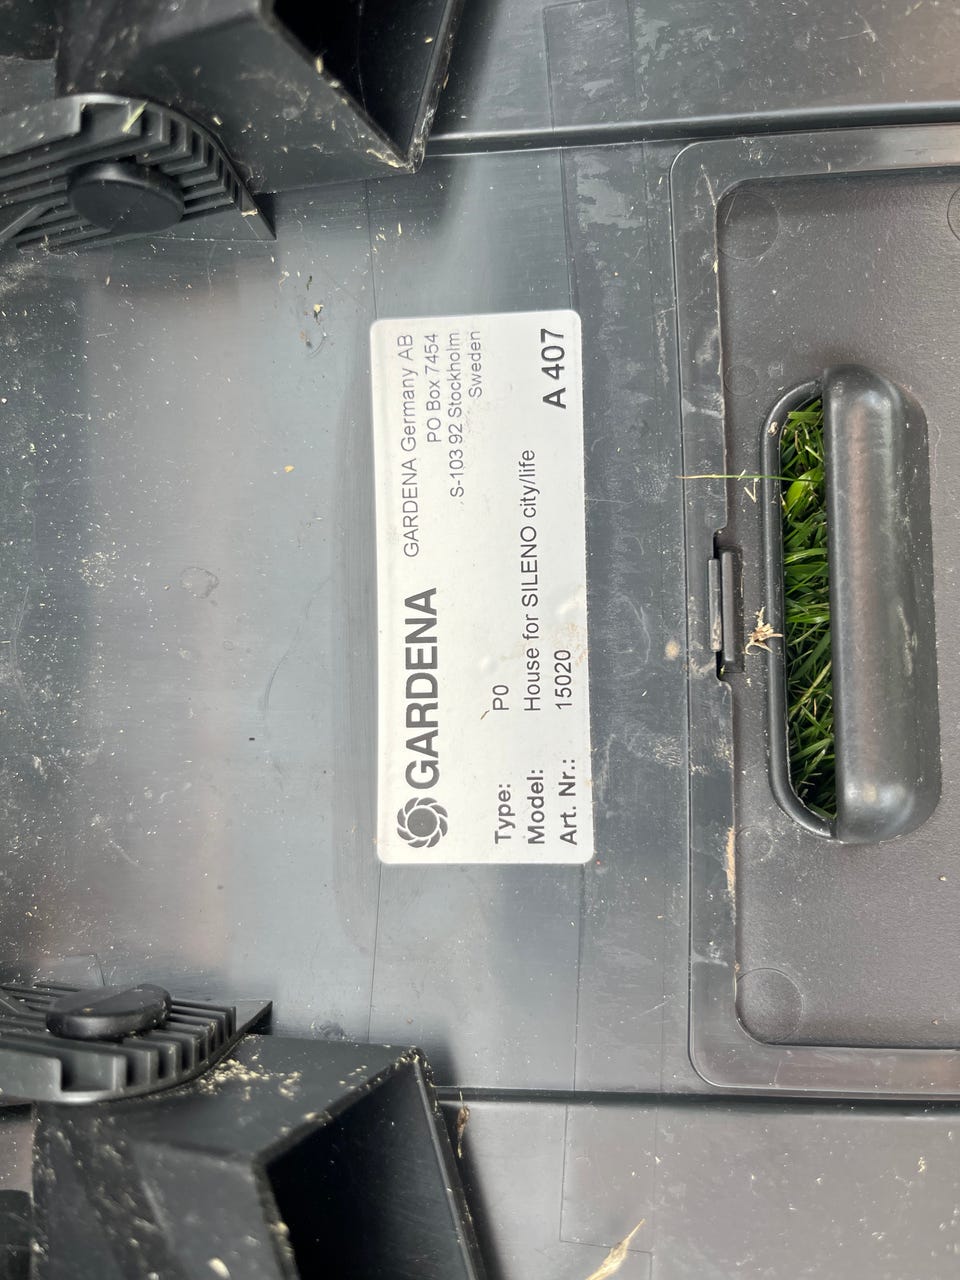 GARDENA
GARDENA Germany AB
PO Box 7454
S-103 92 Stockholm
Sweden
Type: P0
Model: House for SILENO city/life
Art. Nr.: 15020
A 407